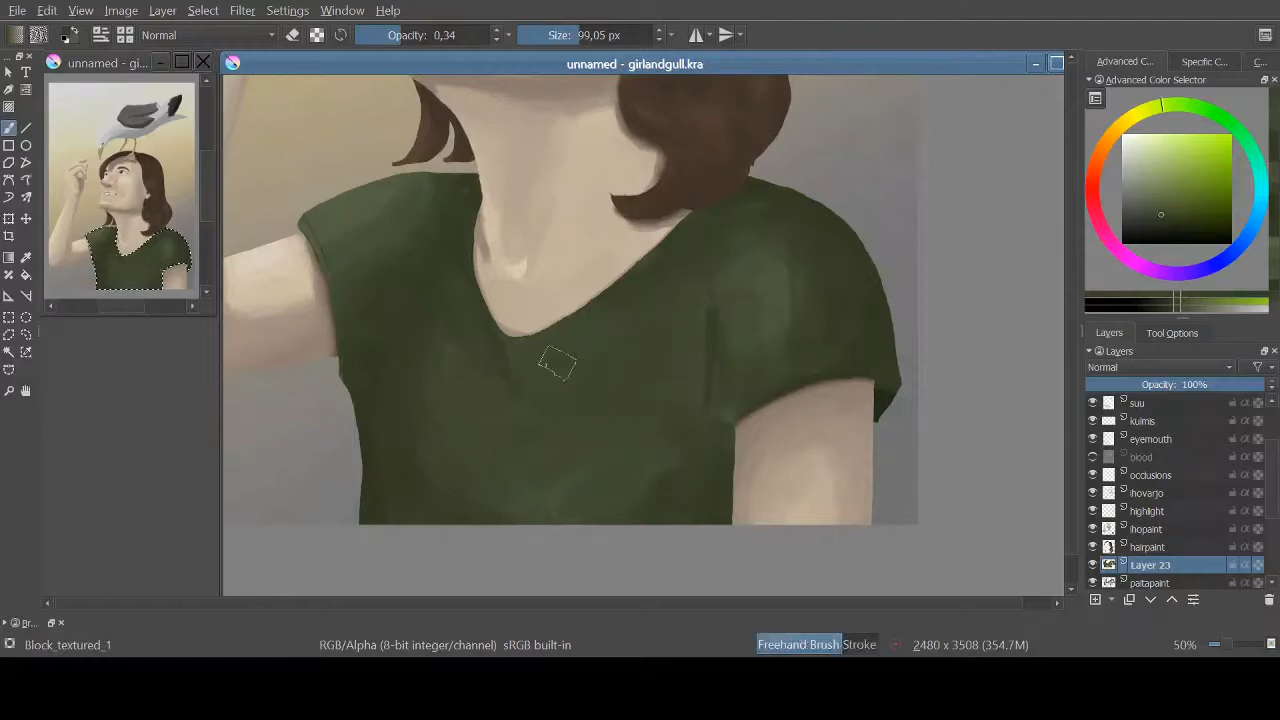 File Edit View Image Layer Select Filter Settings Window Help
Normal Opacity: 0,34 Size: 99,05 px
unnamed - gi...
unnamed - girlandgull.kra
Advanced C... Specific C... C...
Advanced Color Selector
Layers Tool Options
Layers
Normal
Opacity: 100%
suu
kulmis
eyemouth
blood
occlusions
ihovarjo
highlight
ihopaint
hairpaint
Layer 23
paitapaint
Br...
Block_textured_1 RGB/Alpha (8-bit integer/channel) sRGB built-in Freehand Brush Stroke 2480 x 3508 (354.7M) 50%